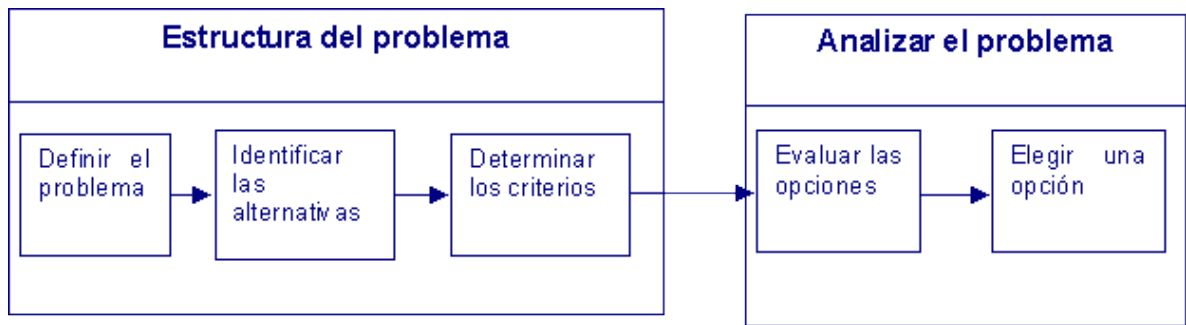 Estructura del problema
Definir el
problema
Identificar
las
alternativas
Determinar
los criterios
Analizar el problema
Evaluar las
opciones
Elegir una
opción